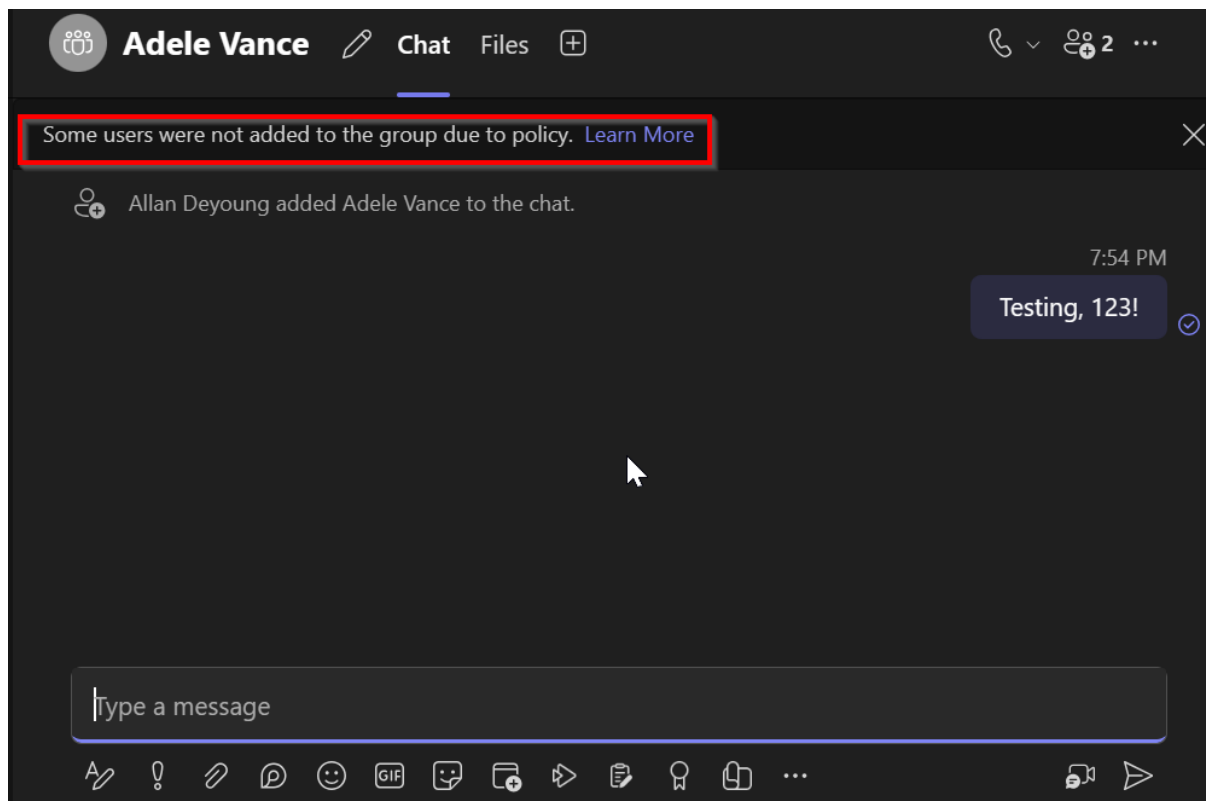 Adele Vance Chat Files 2
Some users were not added to the group due to policy. Learn More
Allan Deyoung added Adele Vance to the chat.
7:54 PM
Testing, 123!
Type a message
GIF